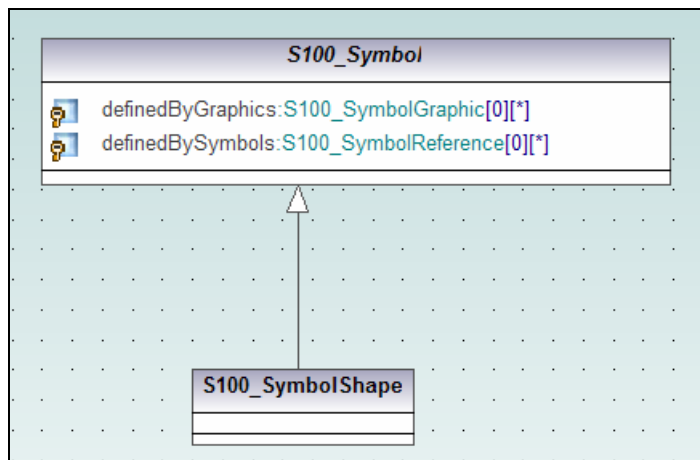 S100_Symbol
definedByGraphics:S100_SymbolGraphic[0][*]
definedBySymbols:S100_SymbolReference[0][*]
S100_SymbolShape